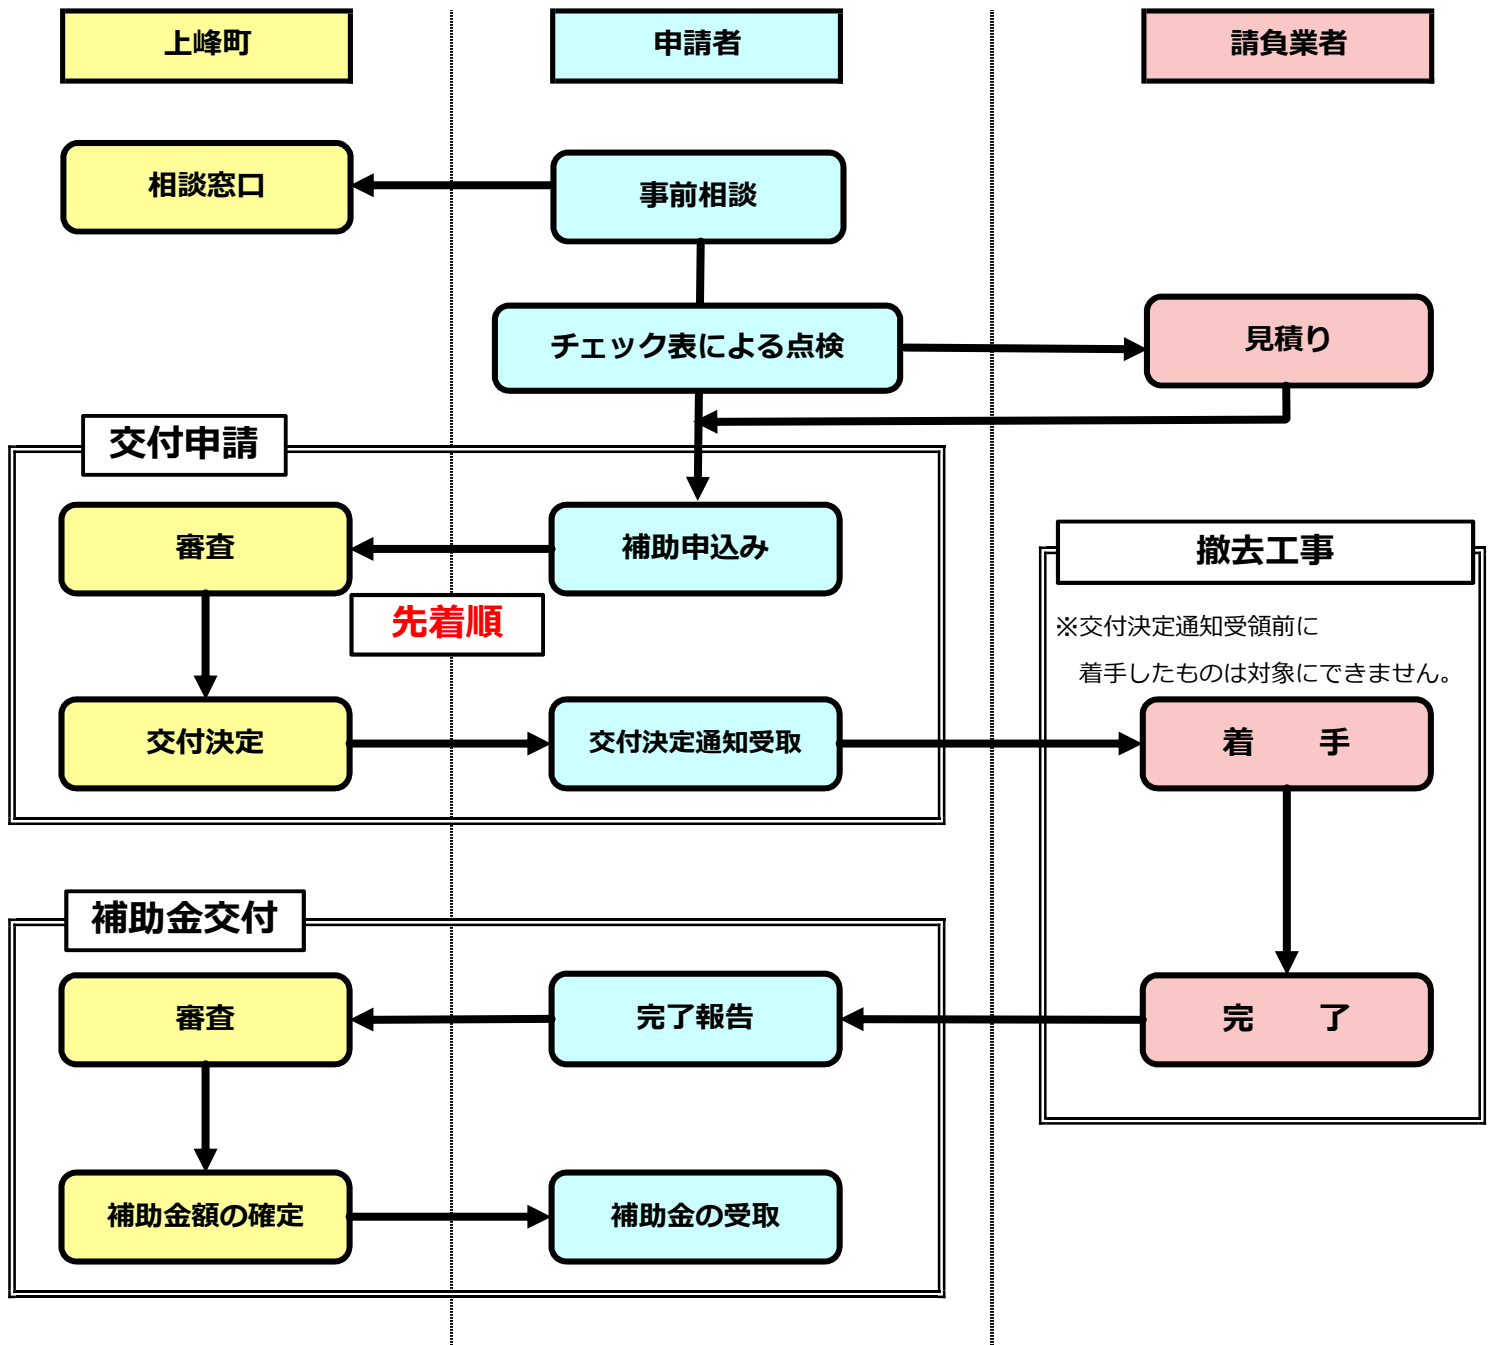 上峰町
申請者
請負業者
相談窓口
事前相談
チェック表による点検
見積り
交付申請
審査
補助申込み
先着順
撤去工事
※交付決定通知受領前に
着手したものは対象にできません。
交付決定
交付決定通知受取
着　手
補助金交付
審査
完了報告
完　了
補助金額の確定
補助金の受取